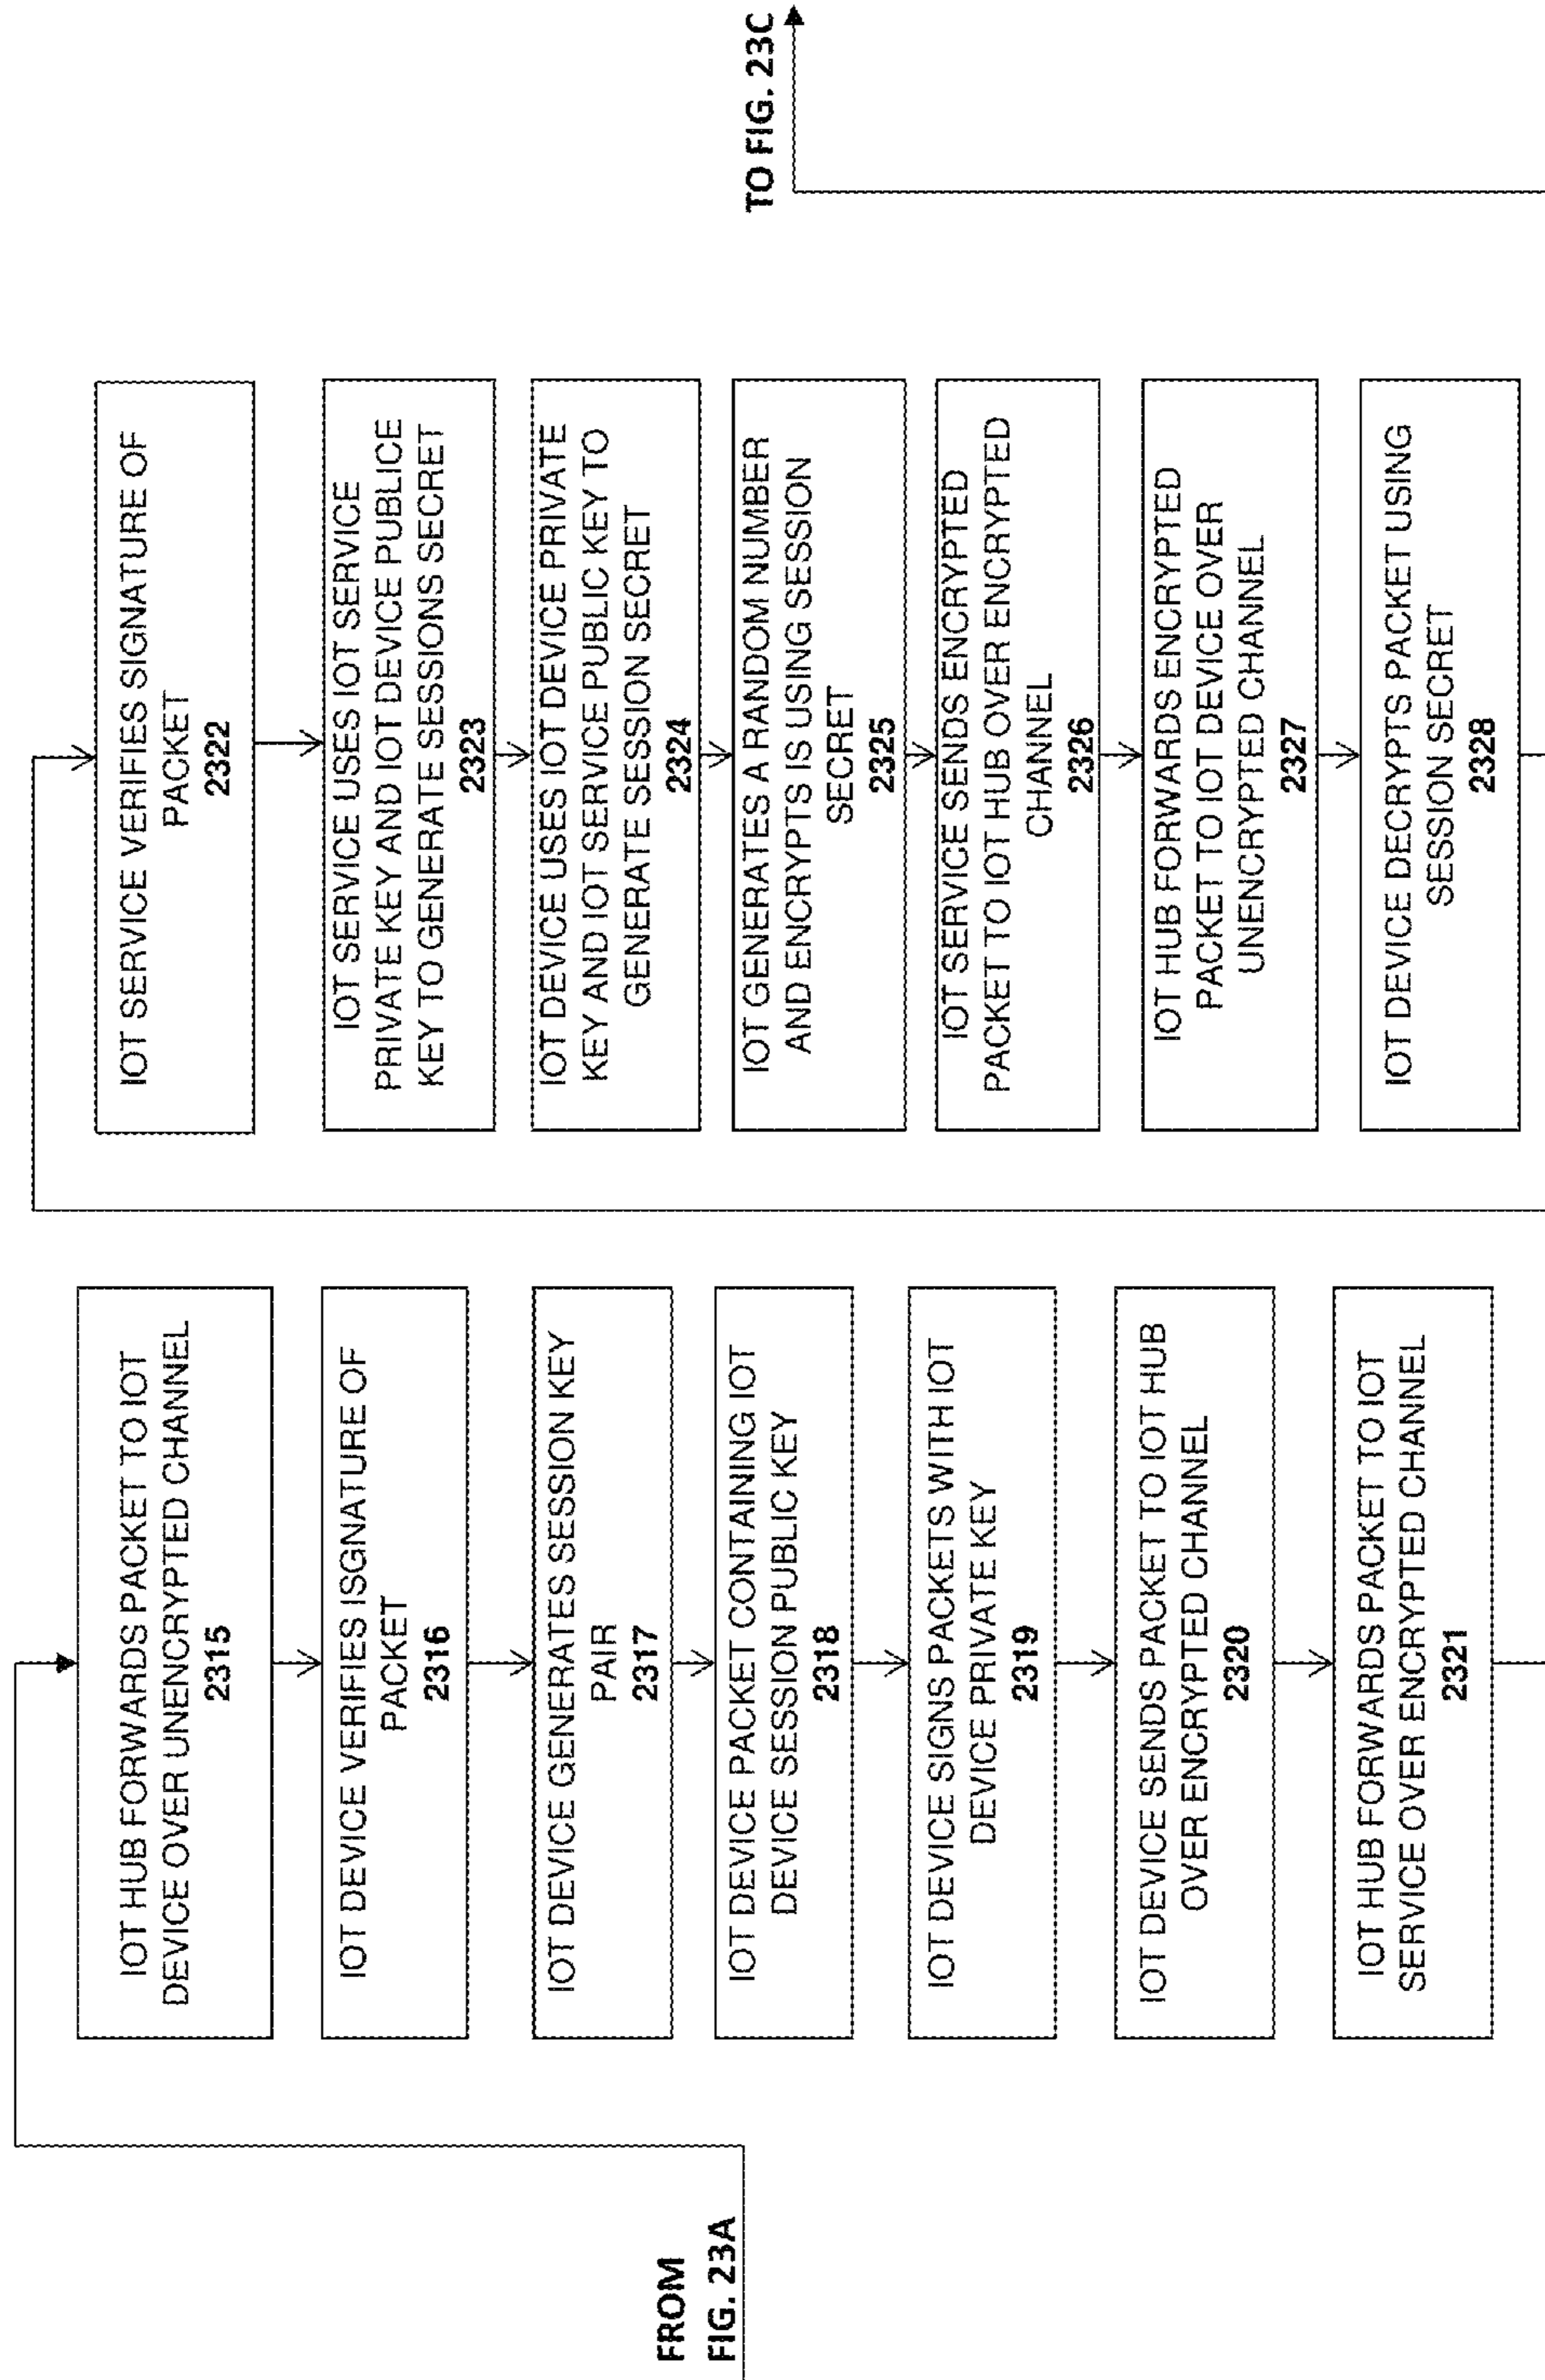 FROM
FIG. 23A
IOT HUB FORWARDS PACKET TO IOT
DEVICE OVER UNENCRYPTED CHANNEL
2315
IOT DEVICE VERIFIES ISGNATURE OF
PACKET
2316
IOT DEVICE GENERATES SESSION KEY
PAIR
2317
IOT DEVICE PACKET CONTAINING IOT
DEVICE SESSION PUBLIC KEY
2318
IOT DEVICE SIGNS PACKETS WITH IOT
DEVICE PRIVATE KEY
2319
IOT DEVICE SENDS PACKET TO IOT HUB
OVER ENCRYPTED CHANNEL
2320
IOT HUB FORWARDS PACKET TO IOT
SERVICE OVER ENCRYPTED CHANNEL
2321
IOT SERVICE VERIFIES SIGNATURE OF
PACKET
2322
IOT SERVICE USES IOT SERVICE
PRIVATE KEY AND IOT DEVICE PUBLICE
KEY TO GENERATE SESSIONS SECRET
2323
IOT DEVICE USES IOT DEVICE PRIVATE
KEY AND IOT SERVICE PUBLIC KEY TO
GENERATE SESSION SECRET
2324
IOT GENERATES A RANDOM NUMBER
AND ENCRYPTS IS USING SESSION
SECRET
2325
IOT SERVICE SENDS ENCRYPTED
PACKET TO IOT HUB OVER ENCRYPTED
CHANNEL
2326
IOT HUB FORWARDS ENCRYPTED
PACKET TO IOT DEVICE OVER
UNENCRYPTED CHANNEL
2327
IOT DEVICE DECRYPTS PACKET USING
SESSION SECRET
2328
TO FIG. 23C